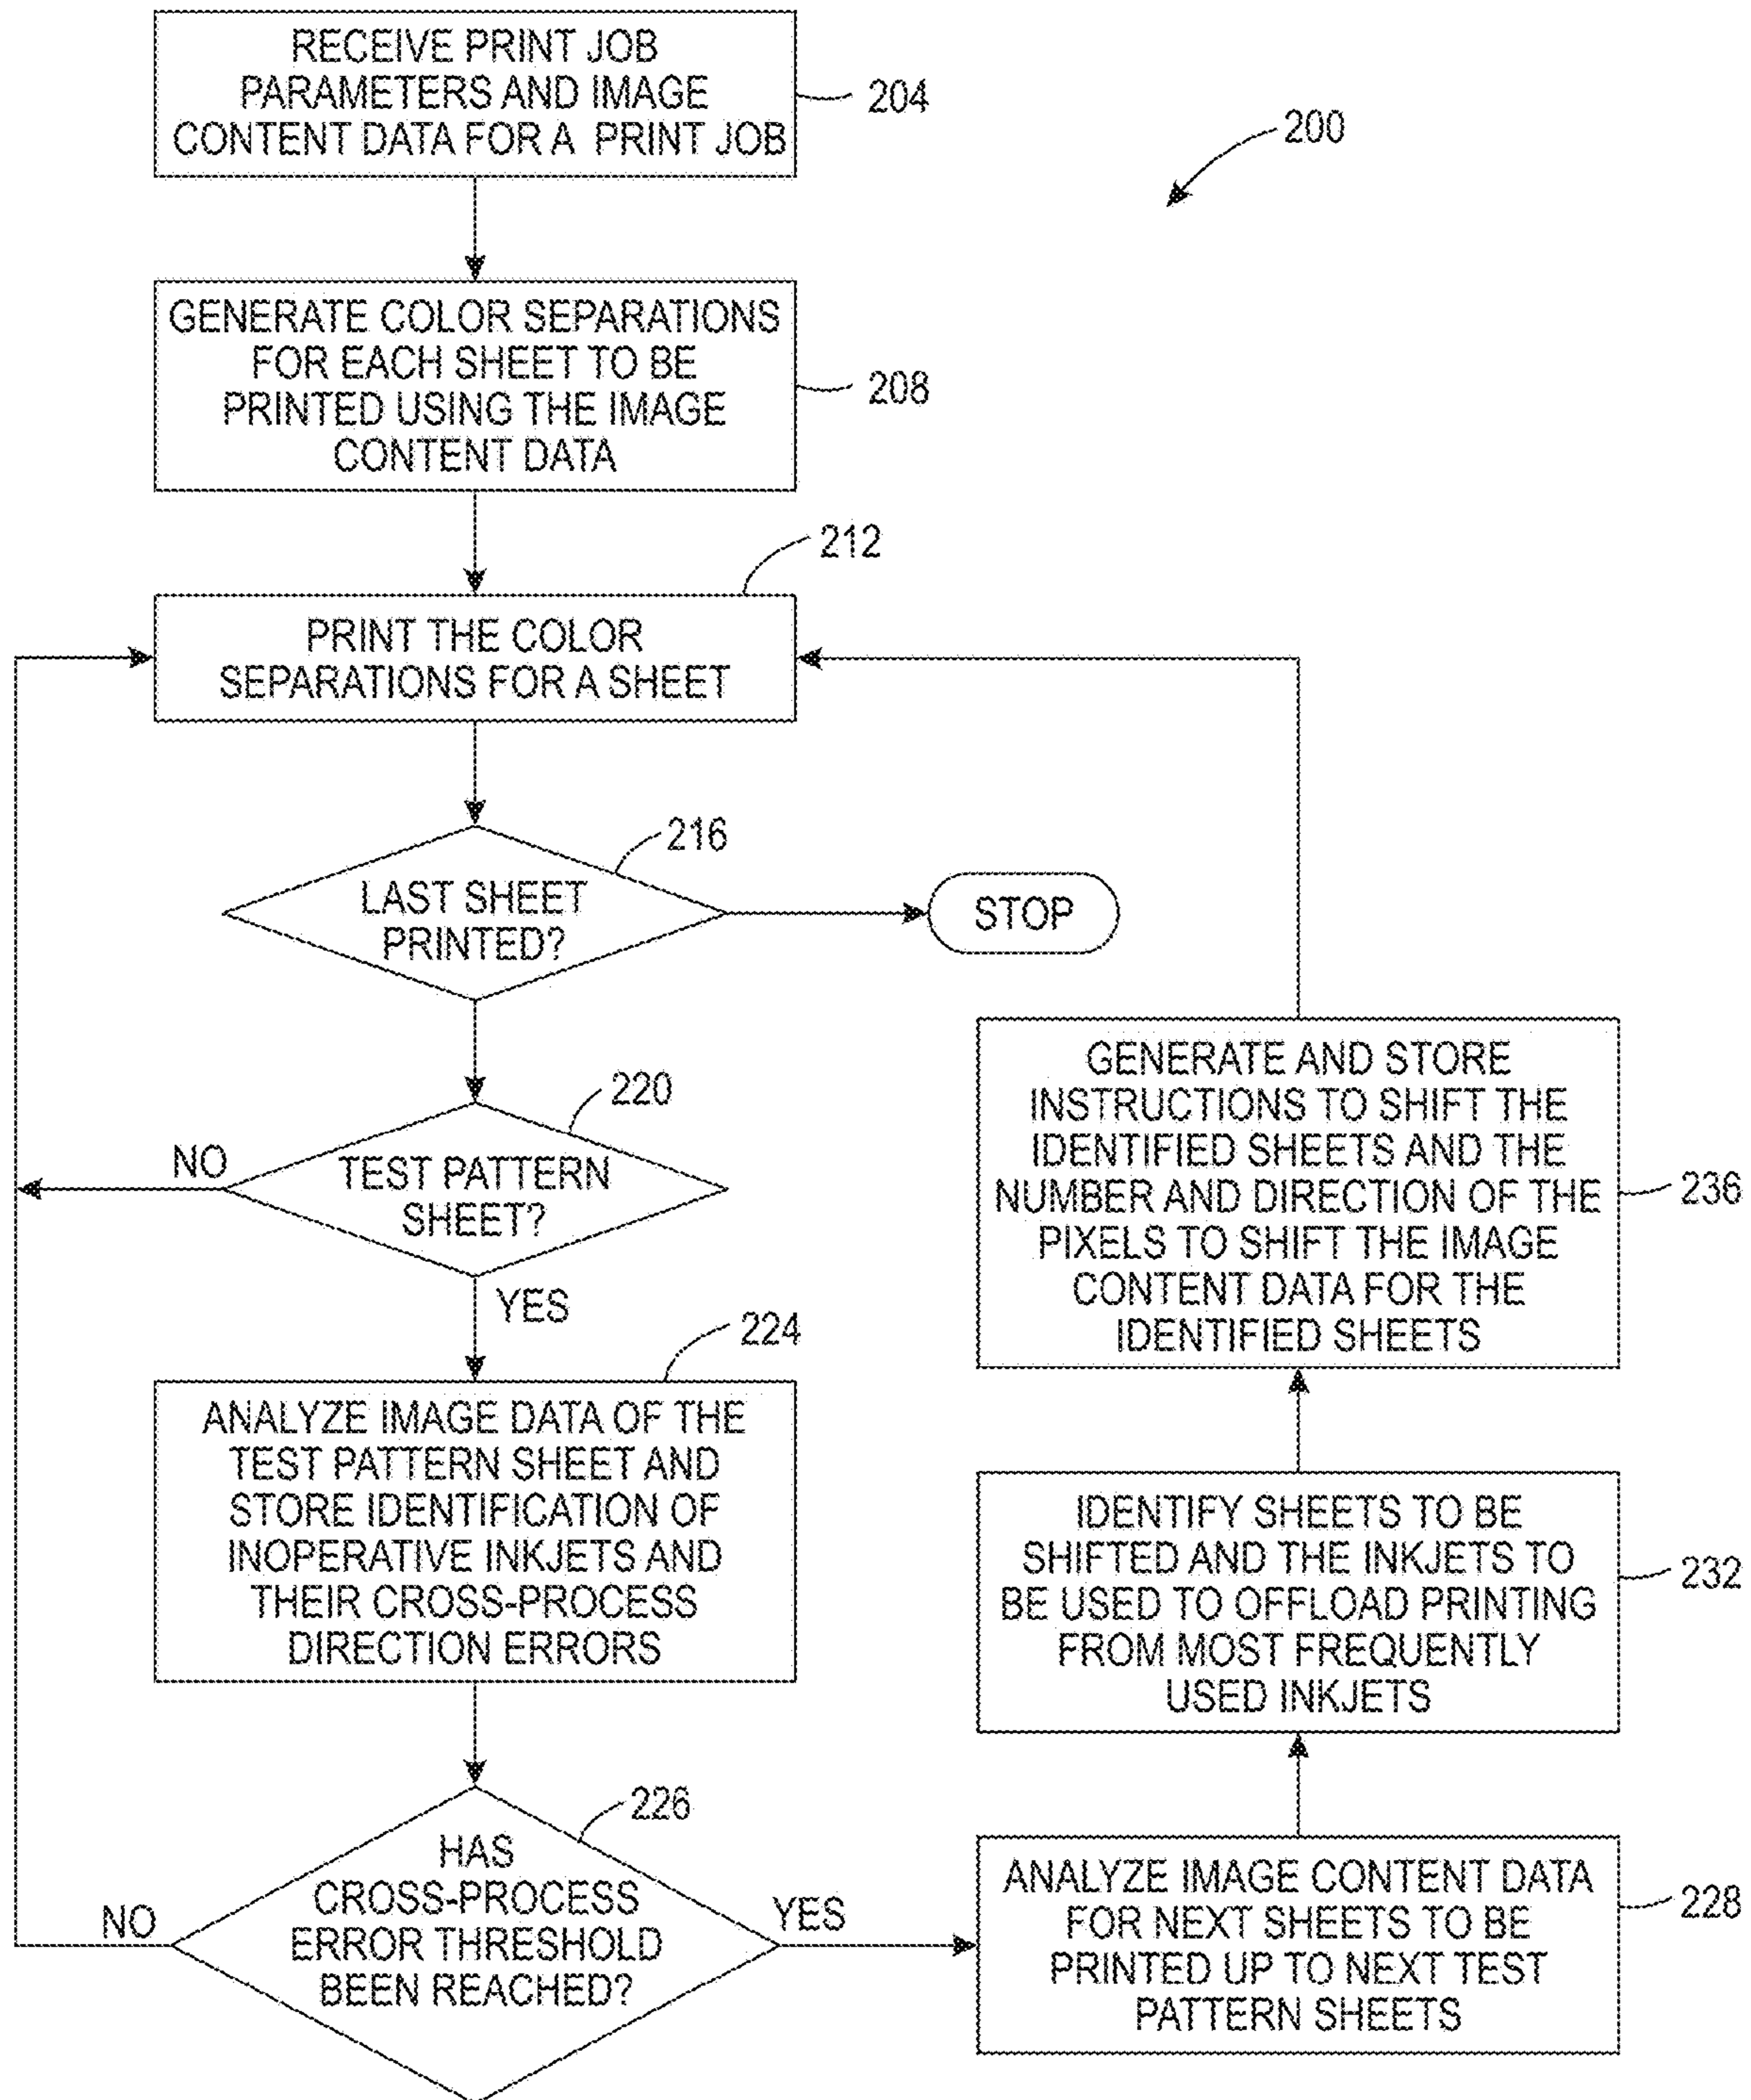 RECEIVE PRINT JOB
PARAMETERS AND IMAGE
CONTENT DATA FOR A PRINT JOB
204
200
GENERATE COLOR SEPARATIONS
FOR EACH SHEET TO BE
PRINTED USING THE IMAGE
CONTENT DATA
208
212
PRINT THE COLOR
SEPARATIONS FOR A SHEET
216
LAST SHEET
PRINTED?
STOP
220
NO
TEST PATTERN
SHEET?
YES
224
ANALYZE IMAGE DATA OF THE
TEST PATTERN SHEET AND
STORE IDENTIFICATION OF
INOPERATIVE INKJETS AND
THEIR CROSS-PROCESS
DIRECTION ERRORS
226
HAS
CROSS-PROCESS
ERROR THRESHOLD
BEEN REACHED?
NO
YES
ANALYZE IMAGE CONTENT DATA
FOR NEXT SHEETS TO BE
PRINTED UP TO NEXT TEST
PATTERN SHEETS
228
IDENTIFY SHEETS TO BE
SHIFTED AND THE INKJETS TO
BE USED TO OFFLOAD PRINTING
FROM MOST FREQUENTLY
USED INKJETS
232
GENERATE AND STORE
INSTRUCTIONS TO SHIFT THE
IDENTIFIED SHEETS AND THE
NUMBER AND DIRECTION OF THE
PIXELS TO SHIFT THE IMAGE
CONTENT DATA FOR THE
IDENTIFIED SHEETS
236